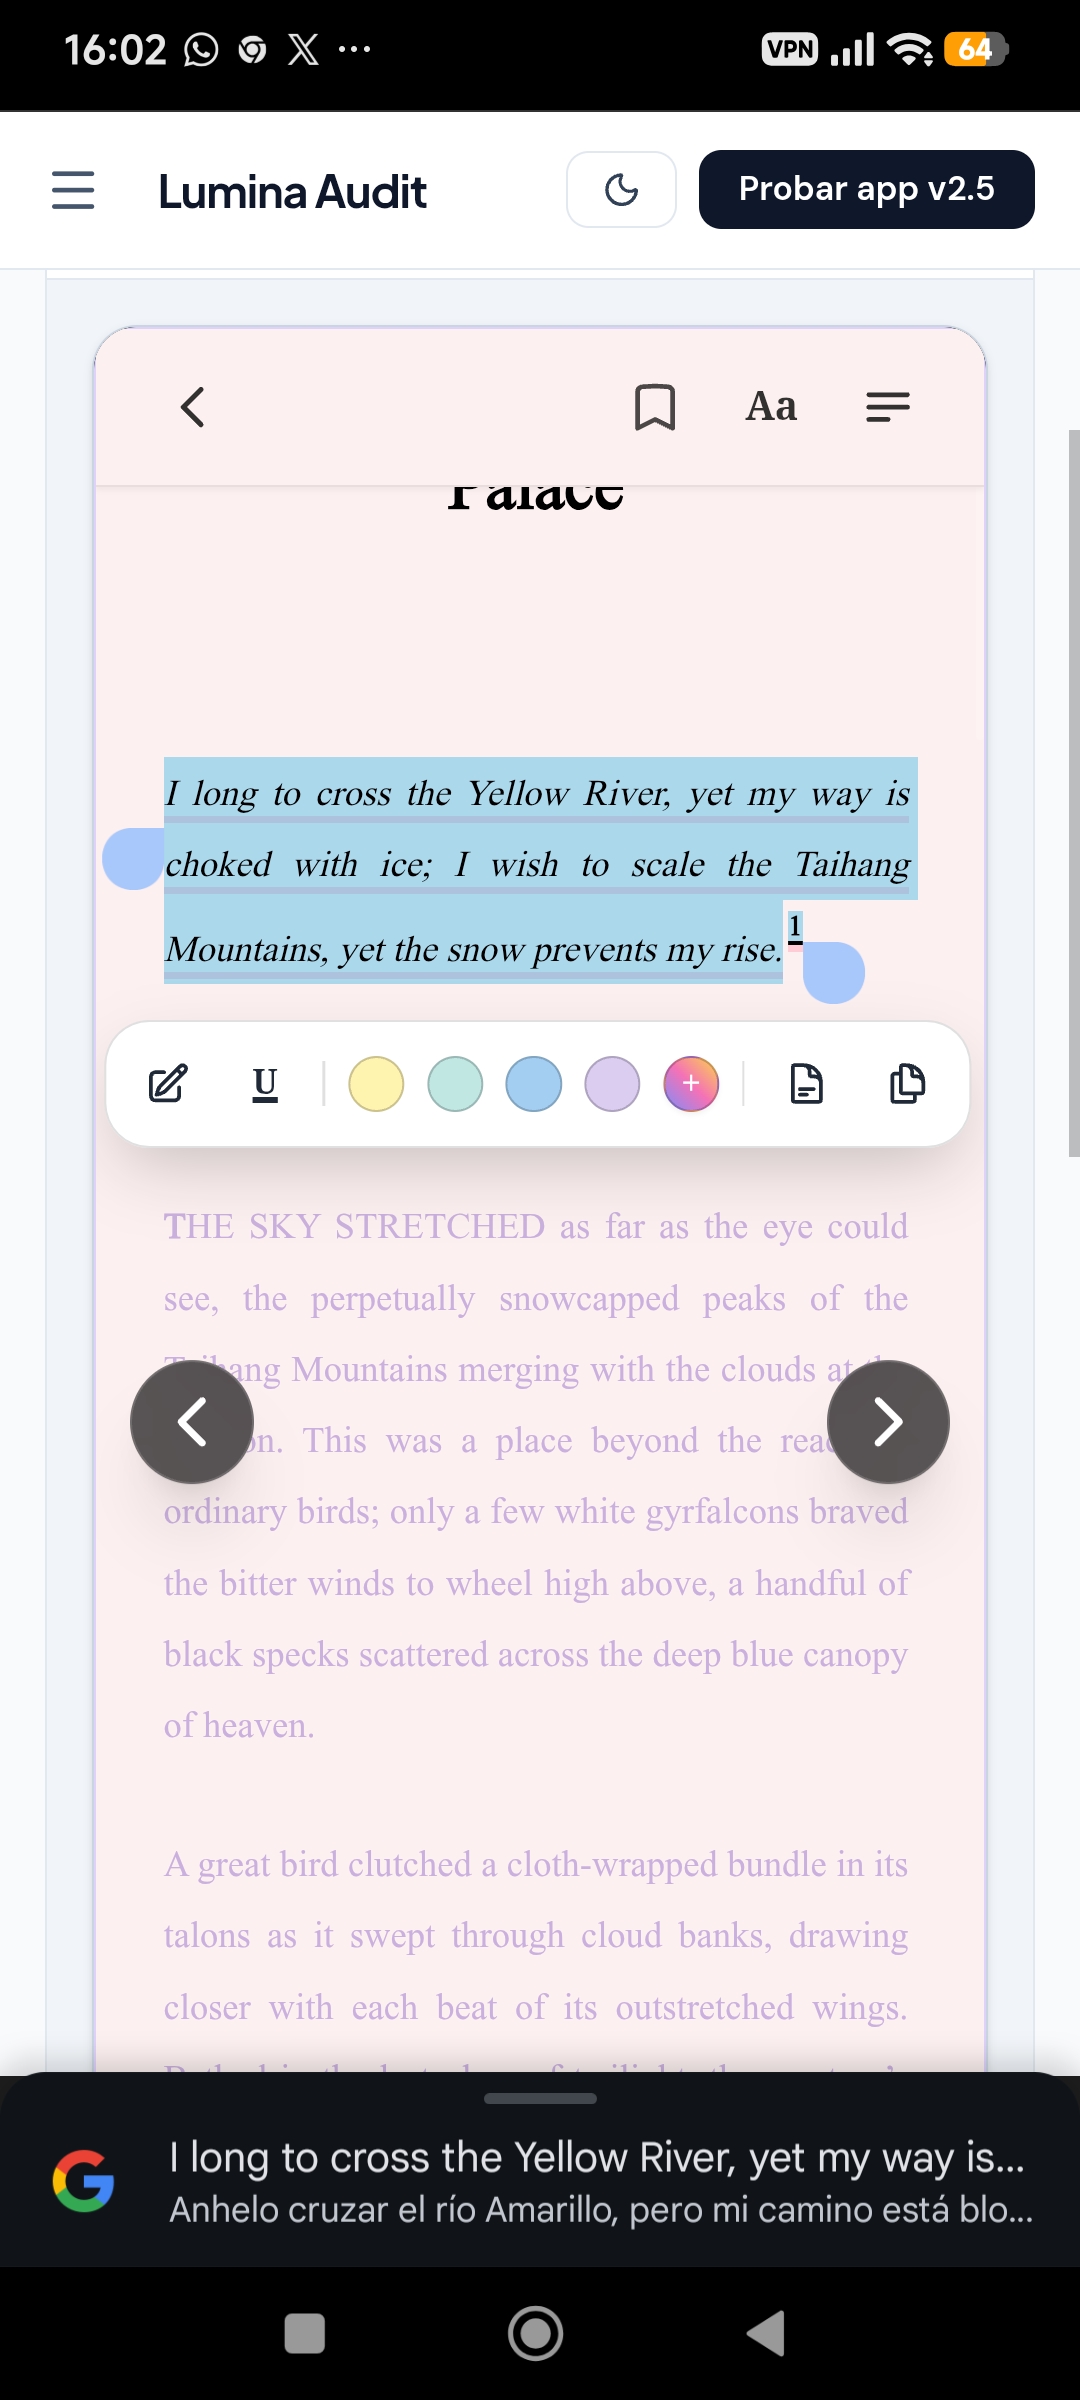 16:02
VPN
64
Lumina Audit
Probar app v2.5
Aa
Palace
I long to cross the Yellow River, yet my way is
choked with ice; I wish to scale the Taihang
Mountains, yet the snow prevents my rise.1
U
THE SKY STRETCHED as far as the eye could
see, the perpetually snowcapped peaks of the
Mountains merging with the clouds at
This was a place beyond the
ordinary birds; only a few white gyrfalcons braved
the bitter winds to wheel high above, a handful of
black specks scattered across the deep blue canopy
of heaven.
A great bird clutched a cloth-wrapped bundle in its
talons as it swept through cloud banks, drawing
closer with each beat of its outstretched wings.
I long to cross the Yellow River, yet my way is...
Anhelo cruzar el río Amarillo, pero mi camino está blo...